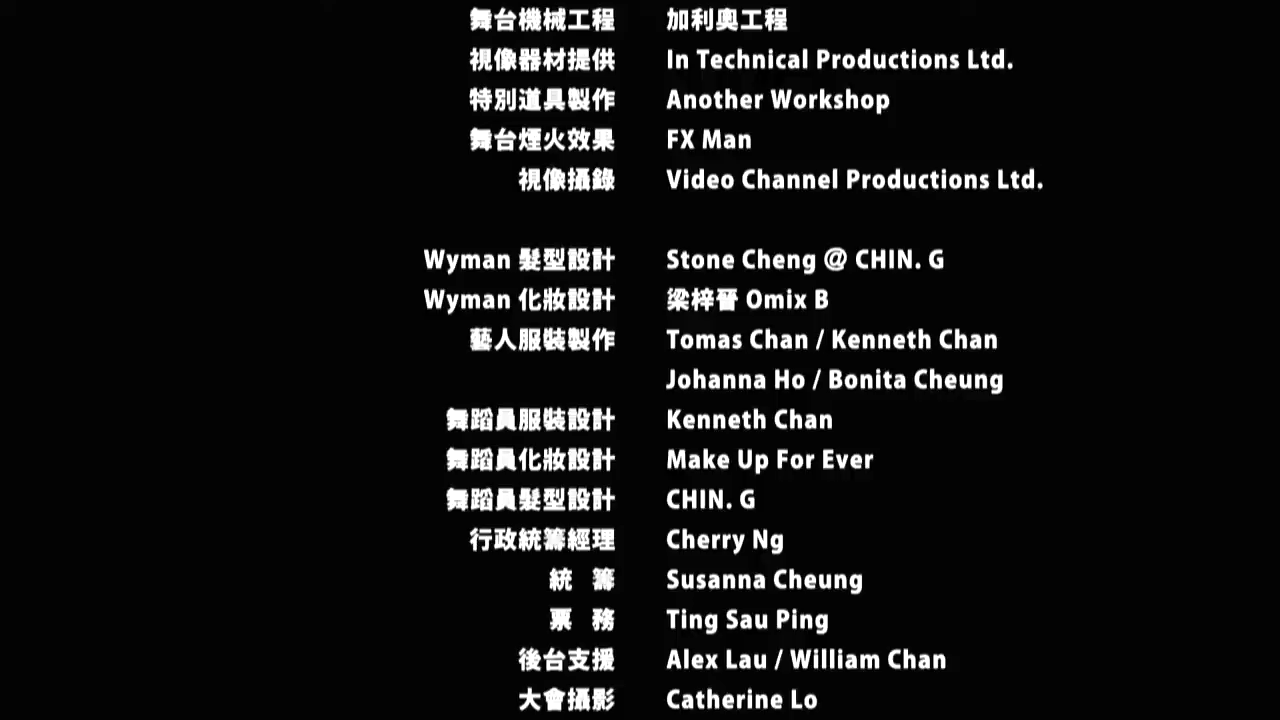 舞台機械工程 加利奧工程
視像器材提供 In Technical Productions Ltd.
特別道具製作 Another Workshop
舞台煙火效果 FX Man
視像攝錄 Video Channel Productions Ltd.
Wyman 髮型設計 Stone Cheng @ CHIN. G
Wyman 化妝設計 梁梓晉 Omix B
藝人服裝製作 Tomas Chan / Kenneth Chan
Johanna Ho / Bonita Cheung
舞蹈員服裝設計 Kenneth Chan
舞蹈員化妝設計 Make Up For Ever
舞蹈員髮型設計 CHIN. G
行政統籌經理 Cherry Ng
統 籌 Susanna Cheung
票 務 Ting Sau Ping
後台支援 Alex Lau / William Chan
大會攝影 Catherine Lo